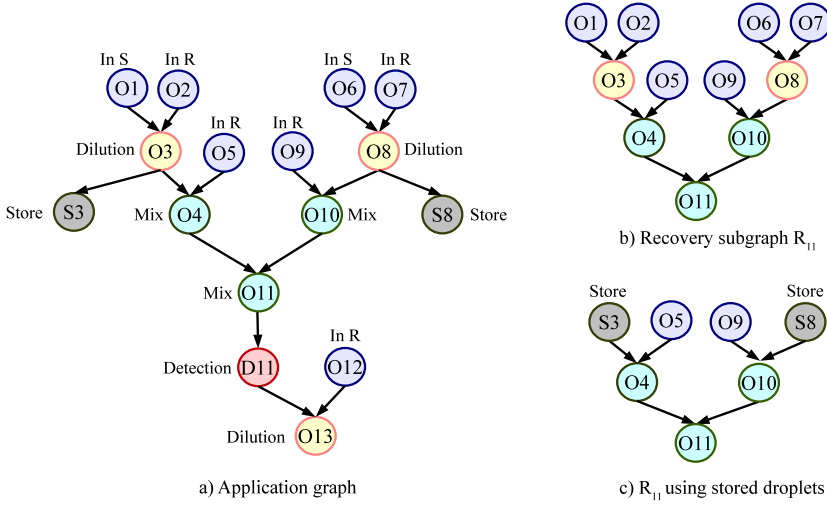 In S In R
O1 O2
Dilution O3
In R
O5
Store S3
Mix O4
In S In R
O6 O7
In R
O9
O8 Dilution
O10 Mix
S8 Store
Mix O11
Detection D11
In R
O12
Dilution O13
a) Application graph
O1 O2 O6 O7
O3 O5 O9 O8
O4 O10
O11
b) Recovery subgraph R11
Store Store
S3 O5 O9 S8
O4 O10
O11
c) R11 using stored droplets